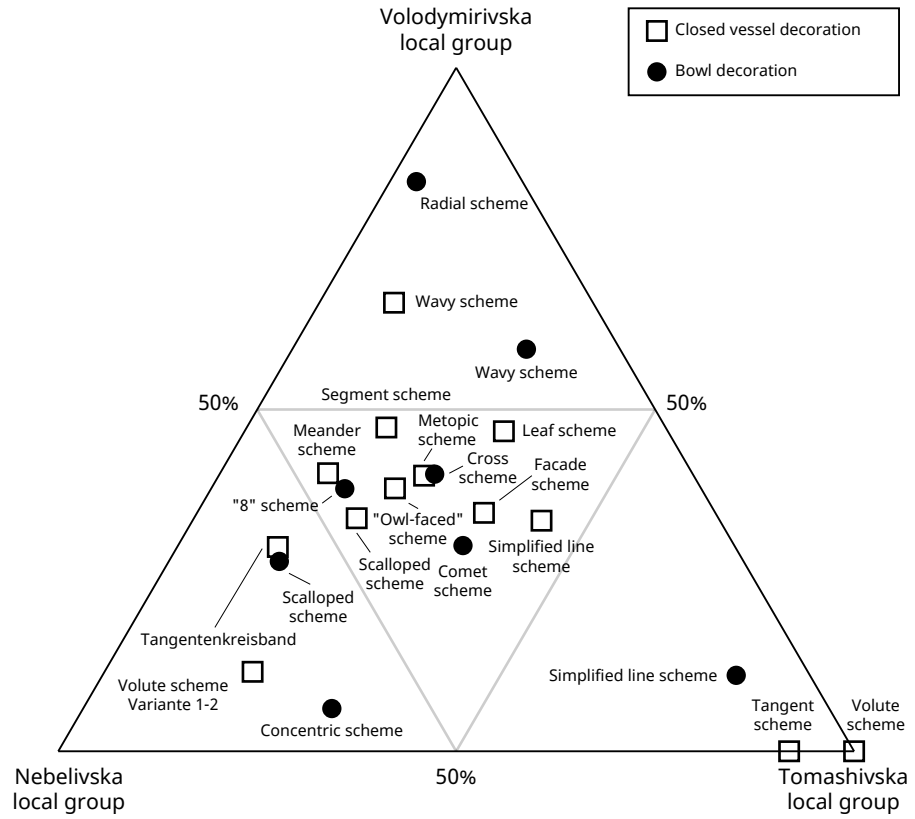 Volodymirivska
local group
Closed vessel decoration
Bowl decoration
Radial scheme
Wavy scheme
Wavy scheme
Segment scheme
50%
50%
Metopic
scheme
Meander
scheme
Leaf scheme
Cross
scheme
Facade
scheme
"8" scheme
"Owl-faced"
scheme
Simplified line
scheme
Scalloped
scheme
Comet
scheme
Scalloped
scheme
Tangentenkreisband
Volute scheme
Variante 1-2
Simplified line scheme
Concentric scheme
Tangent
scheme
Volute
scheme
Nebelivska
local group
50%
Tomashivska
local group